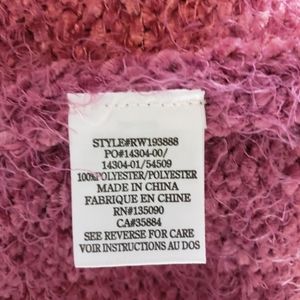 STYLE#RW193888
PO#14304-00/
14304-01/54509
100%POLYESTER/POLYESTER
MADE IN CHINA
FABRIQUE EN CHINE
RN#135090
CA#35884
SEE REVERSE FOR CARE
VOIR INSTRUCTIONS AU DOS